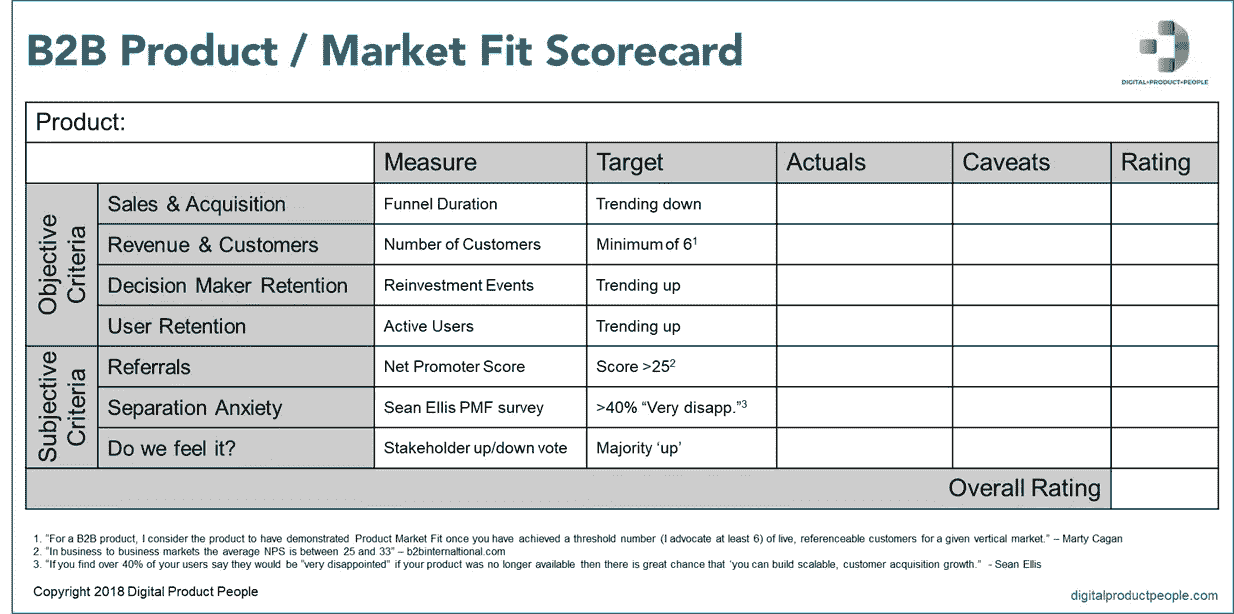 B2B Product / Market Fit Scorecard
DIGITAL•PRODUCT•PEOPLE
Product:
Measure Target Actuals Caveats Rating
Objective
Criteria
Sales & Acquisition Funnel Duration Trending down
Revenue & Customers Number of Customers Minimum of 6¹
Decision Maker Retention Reinvestment Events Trending up
User Retention Active Users Trending up
Subjective
Criteria
Referrals Net Promoter Score Score >25²
Separation Anxiety Sean Ellis PMF survey >40% “Very disapp.”³
Do we feel it? Stakeholder up/down vote Majority ‘up’
Overall Rating
1. “For a B2B product, I consider the product to have demonstrated Product Market Fit once you have achieved a threshold number (I advocate at least 6) of live, referenceable customers for a given vertical market.” – Marty Cagan
2. “In business to business markets the average NPS is between 25 and 33” – b2binternaltional.com
3. “If you find over 40% of your users say they would be “very disappointed” if your product was no longer available then there is great chance that ‘you can build scalable, customer acquisition growth.” - Sean Ellis
Copyright 2018 Digital Product People
digitalproductpeople.com